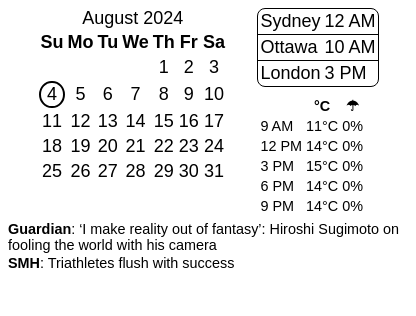 August 2024
Su Mo Tu We Th Fr Sa
1 2 3
4 5 6 7 8 9 10
11 12 13 14 15 16 17
18 19 20 21 22 23 24
25 26 27 28 29 30 31
Sydney 12 AM
Ottawa 10 AM
London 3 PM
°C ☂
9 AM 11°C 0%
12 PM 14°C 0%
3 PM 15°C 0%
6 PM 14°C 0%
9 PM 14°C 0%
Guardian: ‘I make reality out of fantasy’: Hiroshi Sugimoto on
fooling the world with his camera
SMH: Triathletes flush with success